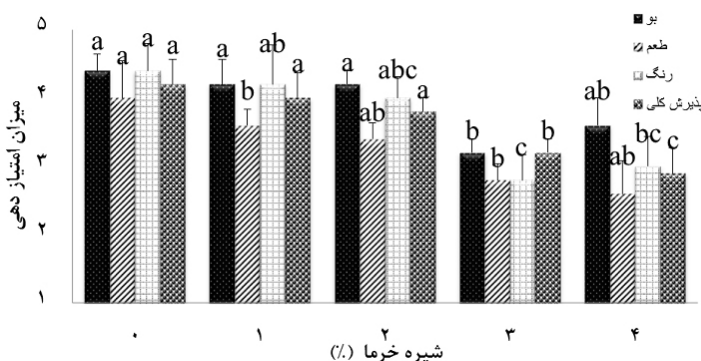 ۵
۴
۳
۲
۱
میزان امتیاز دهی
بو
طعم
رنگ
پذیرش کلی
a a a a
a b ab a
a ab abc a
b b c b
ab ab bc c
۰ ۱ ۲ ۳ ۴
شیره خرما (٪)